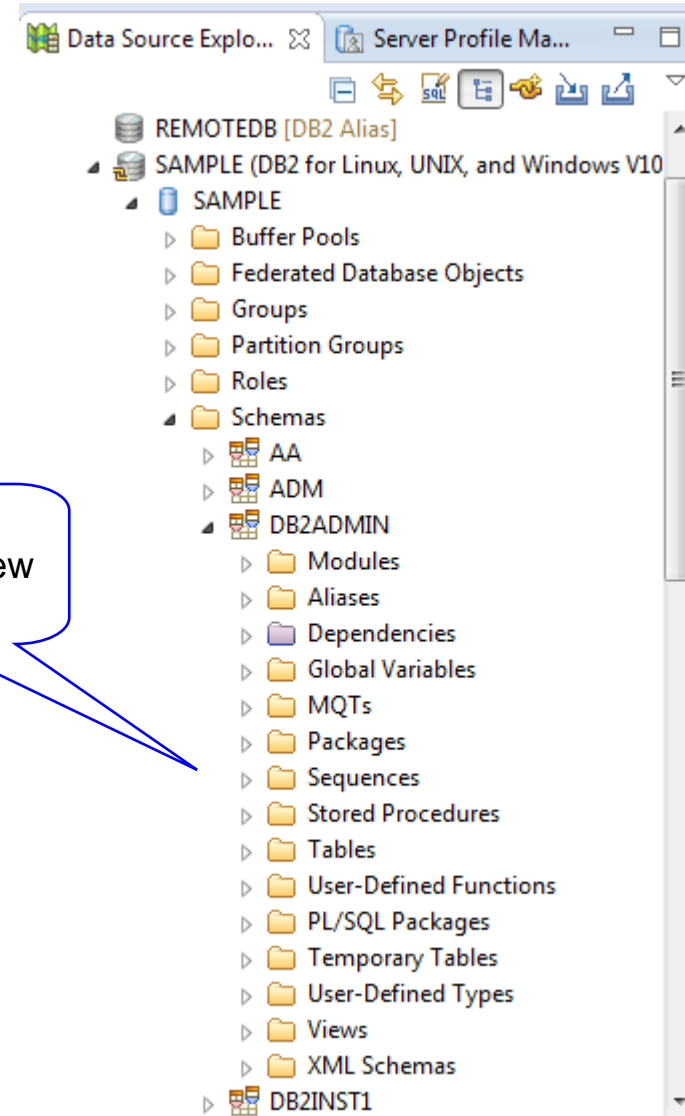 Data Source Explo...
Server Profile Ma...
SQL
REMOTEDB [DB2 Alias]
SAMPLE (DB2 for Linux, UNIX, and Windows V10
SAMPLE
Buffer Pools
Federated Database Objects
Groups
Partition Groups
Roles
Schemas
AA
ADM
DB2ADMIN
ew
Modules
Aliases
Dependencies
Global Variables
MQTs
Packages
Sequences
Stored Procedures
Tables
User-Defined Functions
PL/SQL Packages
Temporary Tables
User-Defined Types
Views
XML Schemas
DB2INST1